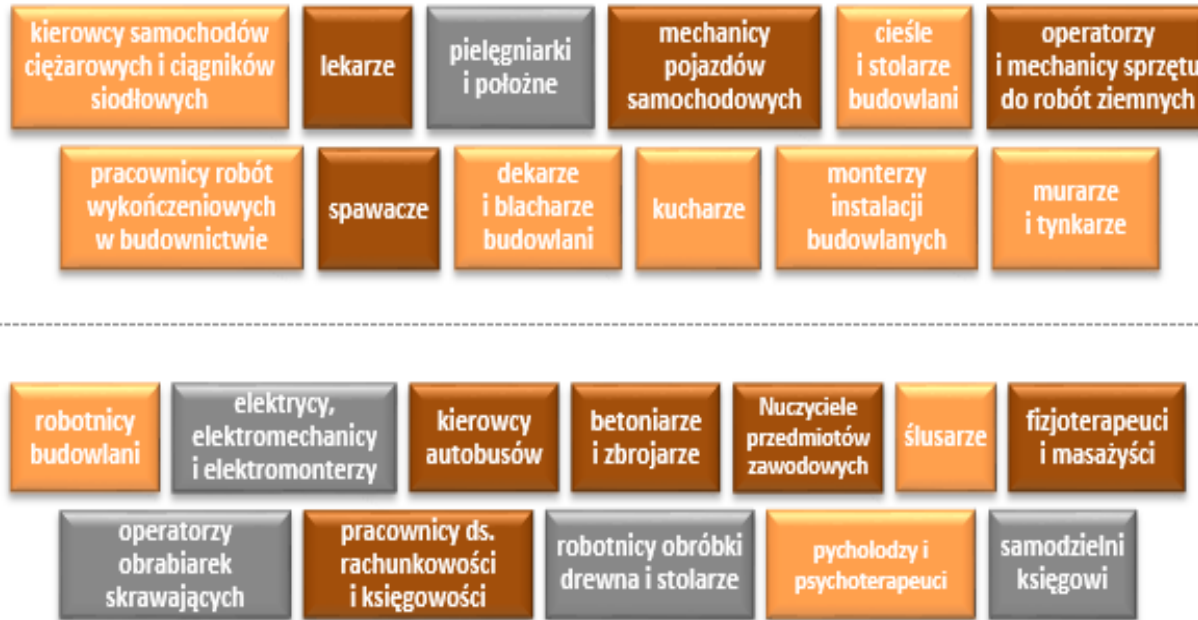 kierowcy samochodów
ciężarowych i ciągników
siodłowych
lekarze
pielęgniarki
i położne
mechanicy
pojazdów
samochodowych
cieśle
i stolarze
budowlani
operatorzy
i mechanicy sprzętu
do robót ziemnych
pracownicy robót
wykończeniowych
w budownictwie
spawacze
dekarze
i blacharze
budowlani
kucharze
monterzy
instalacji
budowlanych
murarze
i tynkarze
robotnicy
budowlani
elektrycy,
elektromechanicy
i elektromonterzy
kierowcy
autobusów
betoniarze
i zbrojarze
Nuczyciele
przedmiotów
zawodowych
ślusarze
fizjoterapeuci
i masażyści
operatorzy
obrabiarek
skrawających
pracownicy ds.
rachunkowości
i księgowości
robotnicy obróbki
drewna i stolarze
pycholodzy i
psychoterapeuci
samodzielni
księgowi